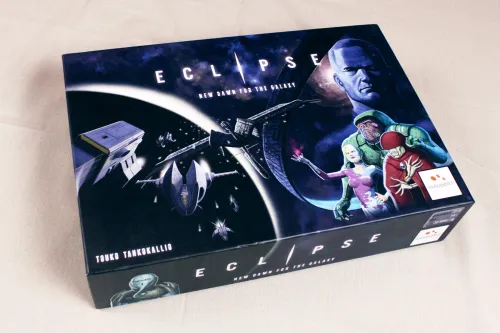 ECLIPSE
NEW DAWN FOR THE GALAXY
TOUKO TAHKOKALLIO
ECLIPSE
NEW DAWN FOR THE GALAXY